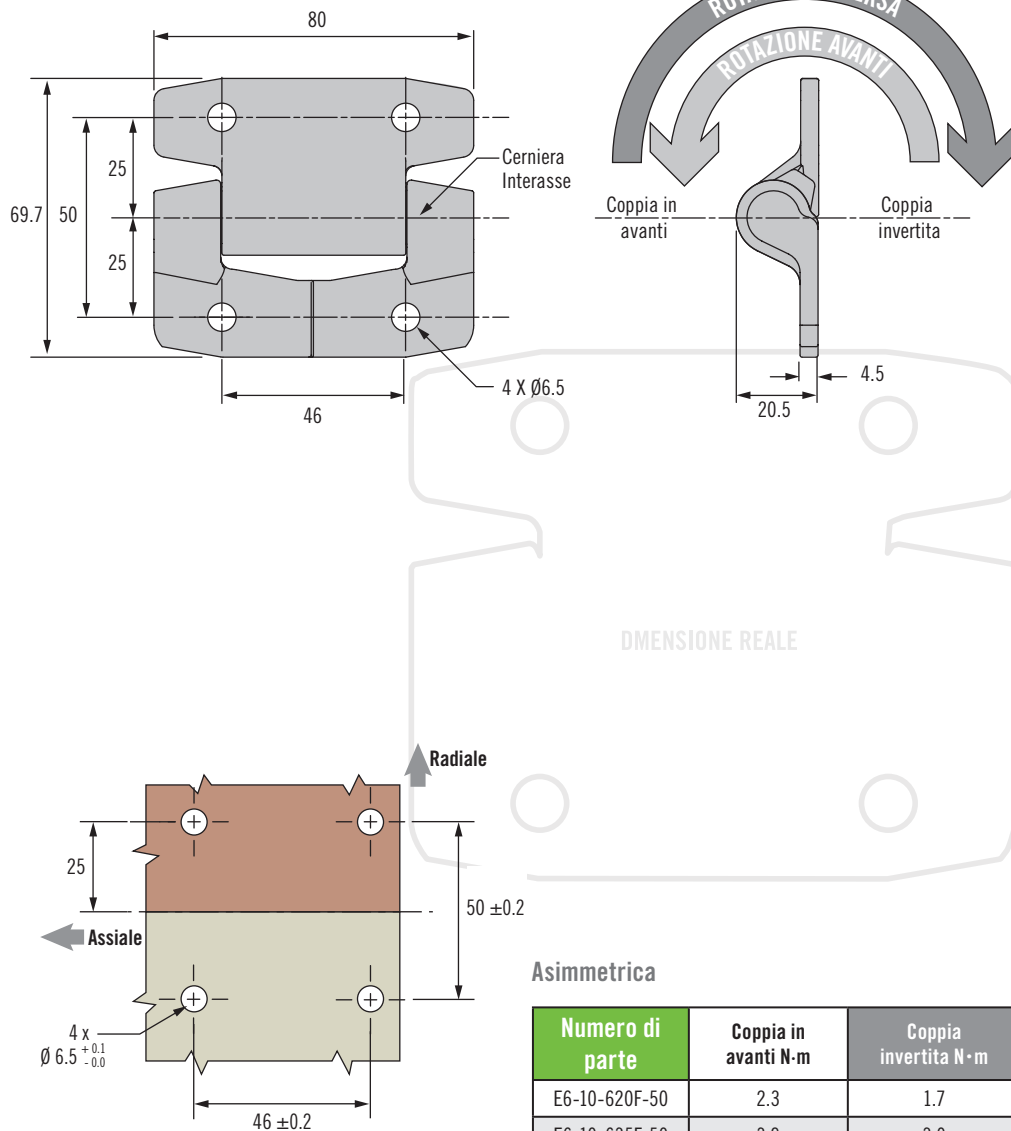 80
ROTAZIONE AVANTI
25
Cerniera
Interasse
69.7
50
Coppia in
avanti
Coppia
invertita
25
4.5
4 X Ø6.5
46
20.5
DMENSIONE REALE
Radiale
25
50 ±0.2
Assiale
Asimmetrica
4 x
Ø 6.5 +0.1 -0.0
46 ±0.2
Numero di parte
Coppia in avanti N·m
Coppia invertita N·m
E6-10-620F-50 2.3 1.7